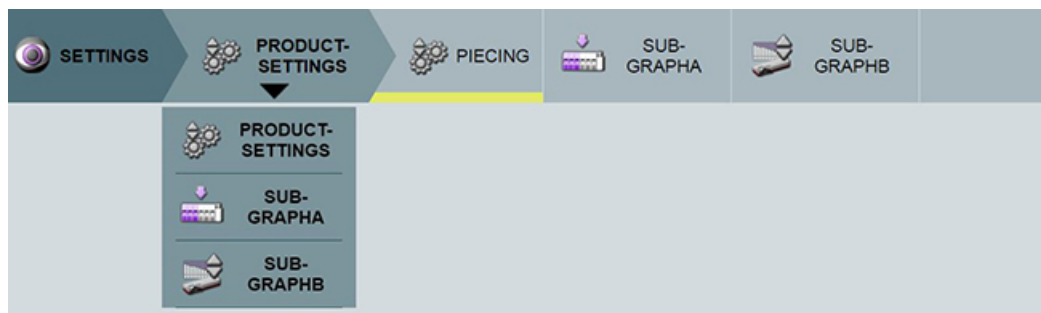 SETTINGS
PRODUCT-
SETTINGS
PIECING
SUB-
GRAPHA
SUB-
GRAPHB
PRODUCT-
SETTINGS
SUB-
GRAPHA
SUB-
GRAPHB